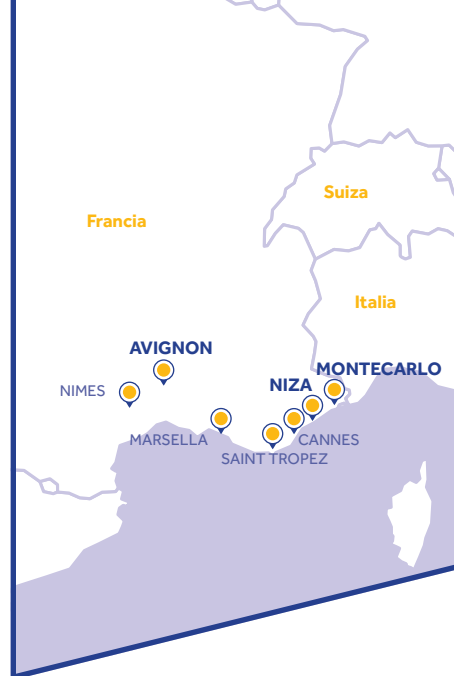 Suiza
Francia
Italia
AVIGNON
MONTECARLO
NIZA
NIMES
MARSELLA
CANNES
SAINT TROPEZ